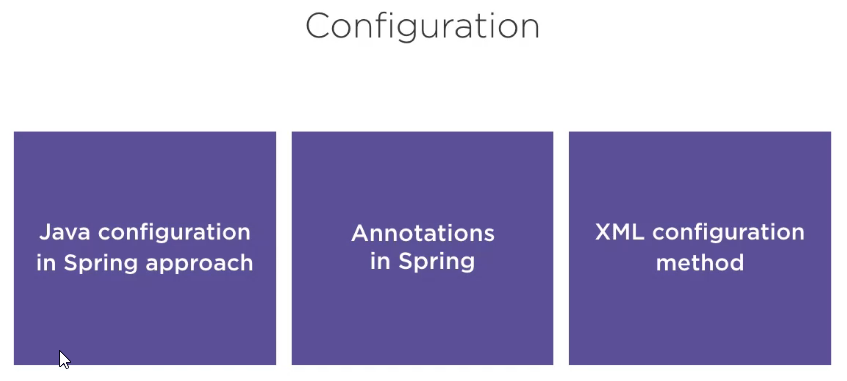 Configuration
Java configuration
in Spring approach
Annotations
in Spring
XML configuration
method